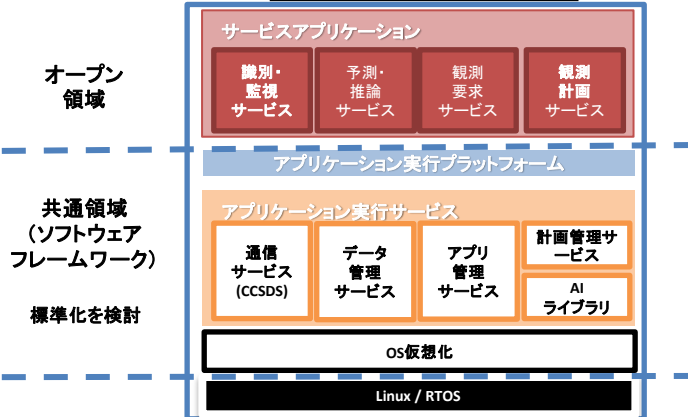 サービスアプリケーション
オープン
領域
識別・
監視
サービス
予測・
推論
サービス
観測
要求
サービス
観測
計画
サービス
アプリケーション実行プラットフォーム
共通領域
(ソフトウェア
フレームワーク)
標準化を検討
アプリケーション実行サービス
通信
サービス
(CCSDS)
データ
管理
サービス
アプリ
管理
サービス
計画管理サ
ービス
AI
ライブラリ
OS仮想化
Linux / RTOS